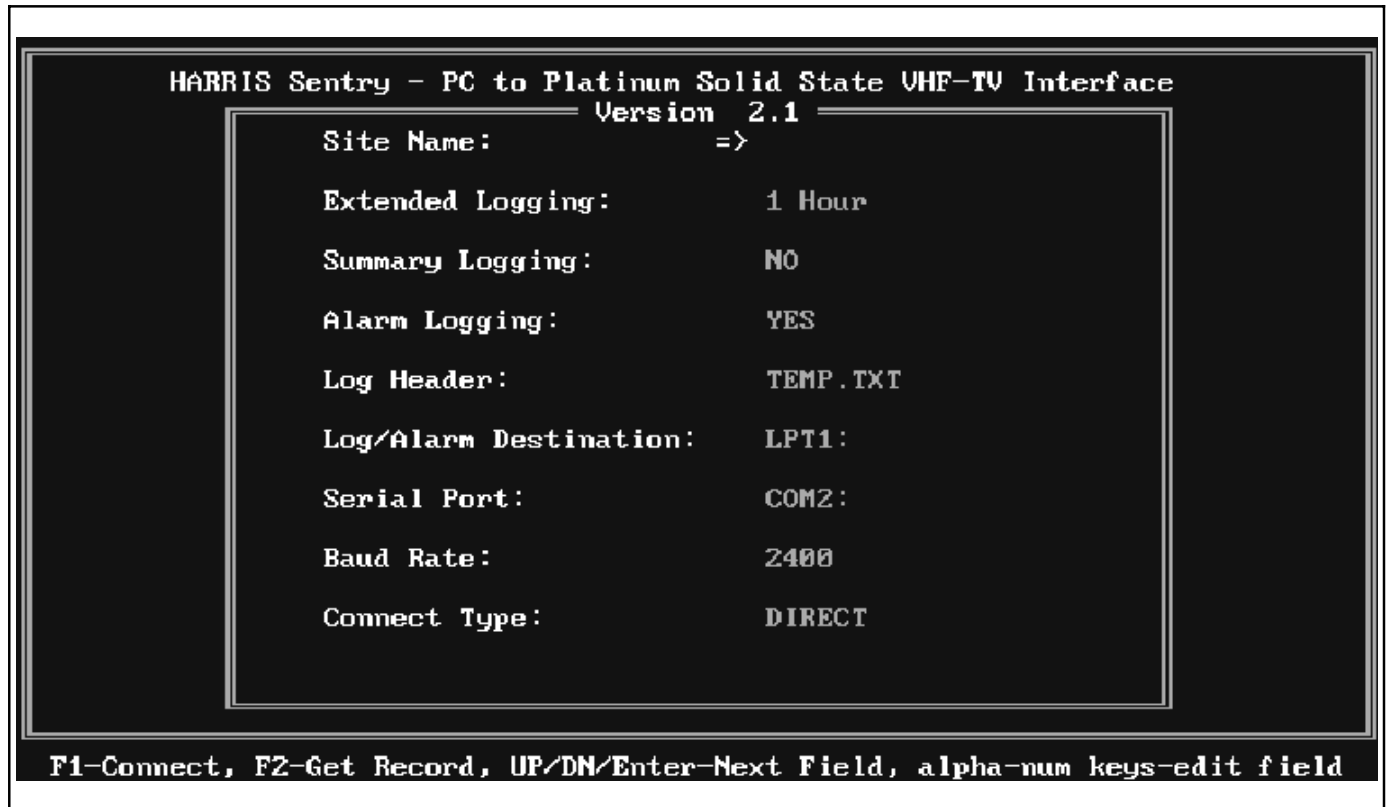 HARRIS Sentry - PC to Platinum Solid State VHF-TV Interface
Version 2.1
Site Name: =>
Extended Logging: 1 Hour
Summary Logging: NO
Alarm Logging: YES
Log Header: TEMP.TXT
Log/Alarm Destination: LPT1:
Serial Port: COM2:
Baud Rate: 2400
Connect Type: DIRECT
F1-Connect, F2-Get Record, UP/DN/Enter-Next Field, alpha-num keys-edit field